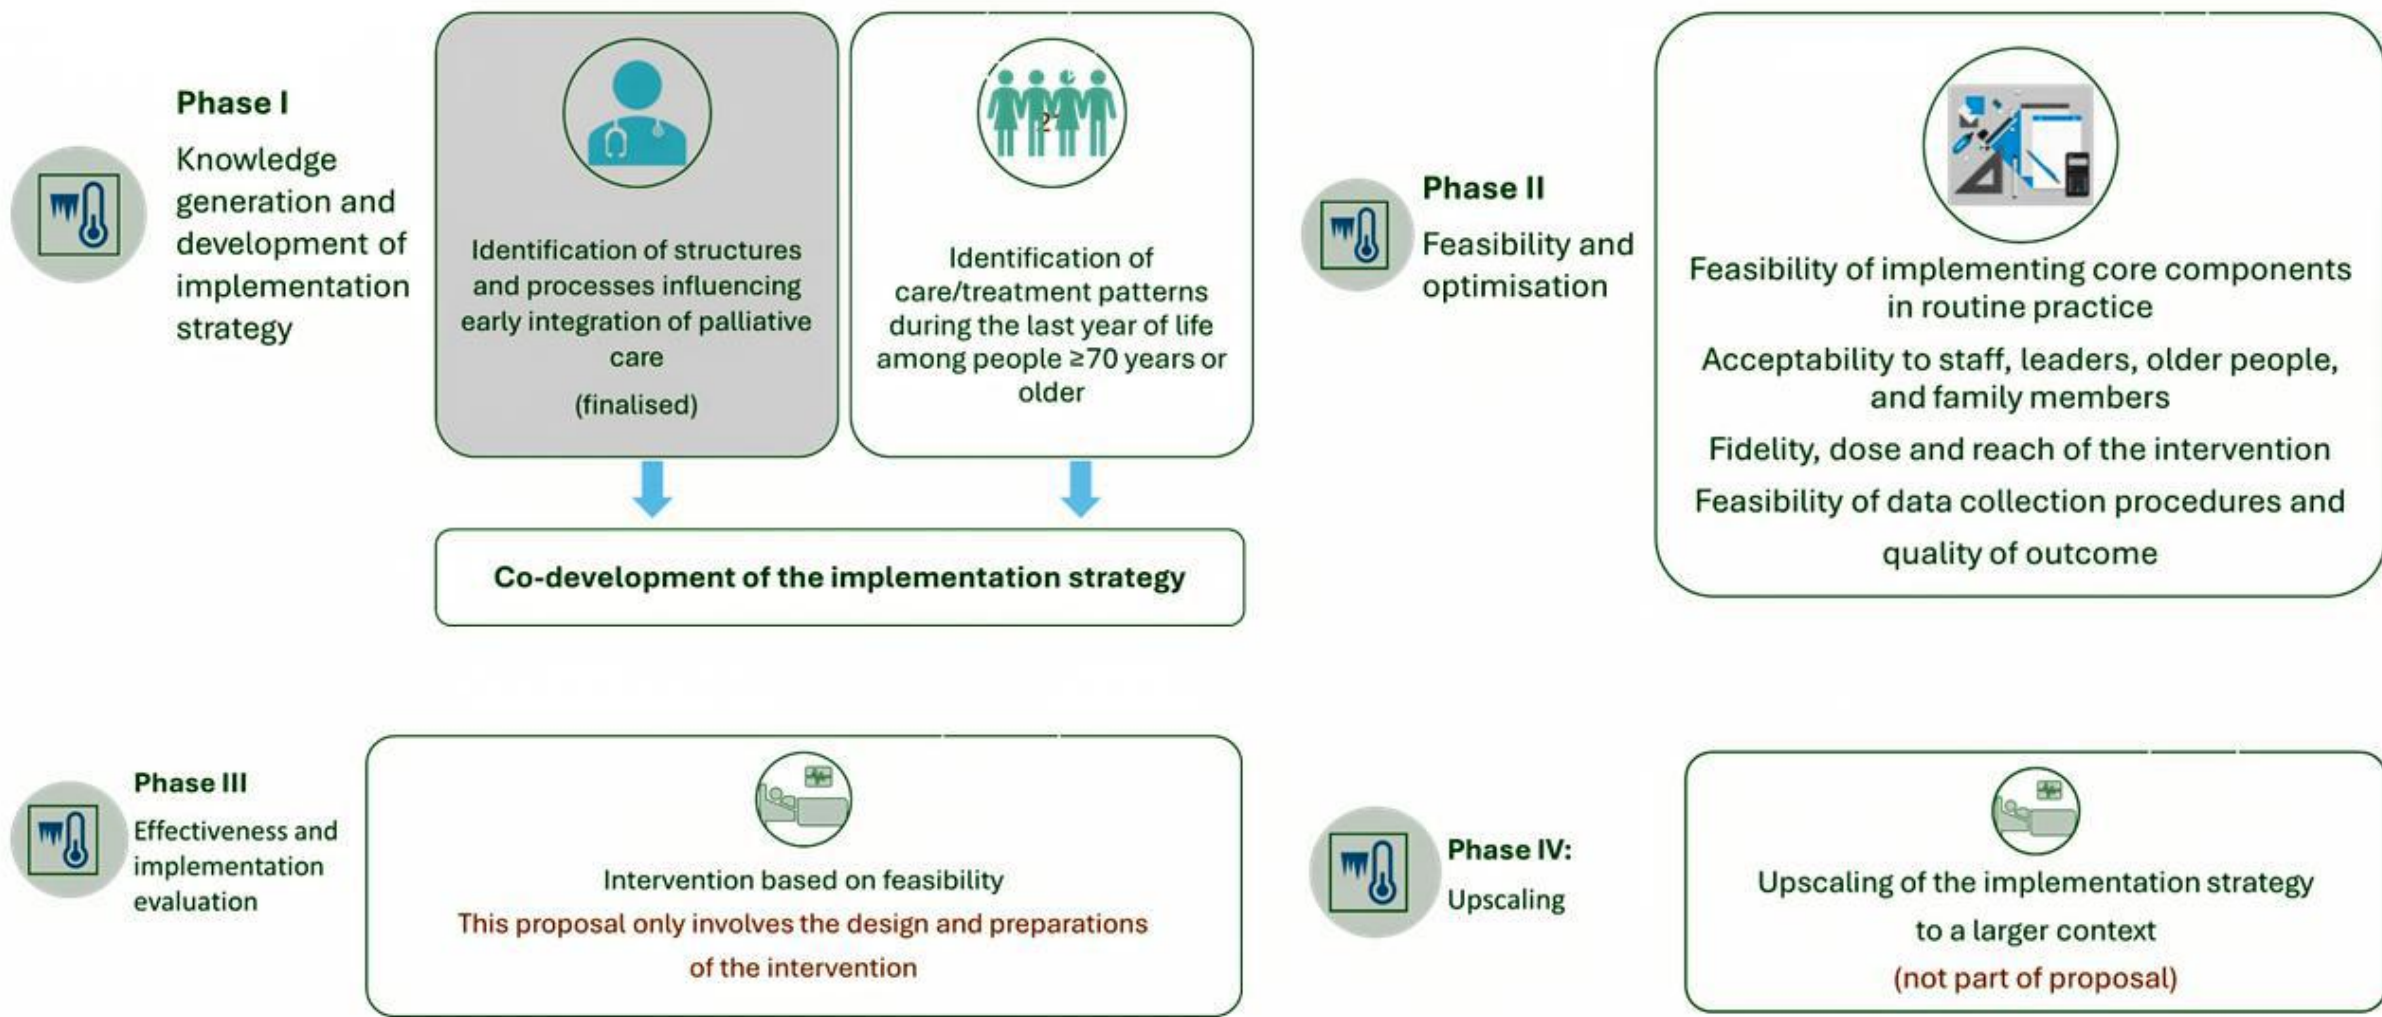 Phase I
Knowledge
generation and
development of
implementation
strategy
Identification of structures
and processes influencing
early integration of palliative
care
(finalised)
2
Identification of
care/treatment patterns
during the last year of life
among people ≥70 years or
older
Co-development of the implementation strategy
Phase II
Feasibility and
optimisation
Feasibility of implementing core components
in routine practice
Acceptability to staff, leaders, older people,
and family members
Fidelity, dose and reach of the intervention
Feasibility of data collection procedures and
quality of outcome
Phase III
Effectiveness and
implementation
evaluation
Intervention based on feasibility
This proposal only involves the design and preparations
of the intervention
Phase IV:
Upscaling
Upscaling of the implementation strategy
to a larger context
(not part of proposal)